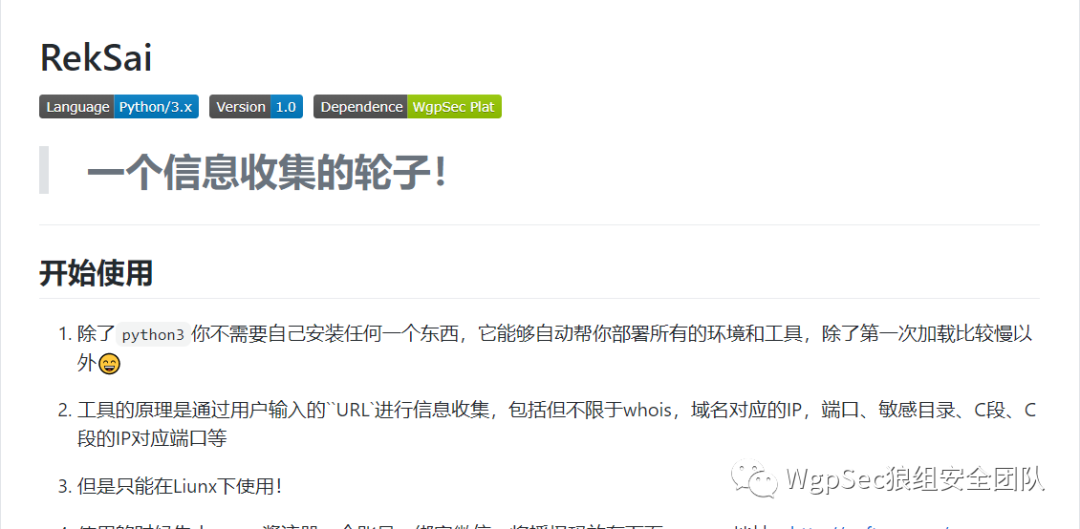 RekSai
Language Python/3.x Version 1.0 Dependence WgpSec Plat
一个信息收集的轮子！
开始使用
1. 除了python3你不需要自己安装任何一个东西，它能够自动帮你部署所有的环境和工具，除了第一次加载比较慢以
外😄
2. 工具的原理是通过用户输入的``URL`进行信息收集，包括但不限于whois，域名对应的IP，端口、敏感目录、C段、C
段的IP对应端口等
3. 但是只能在Liunx下使用！
WgpSec狼组安全团队